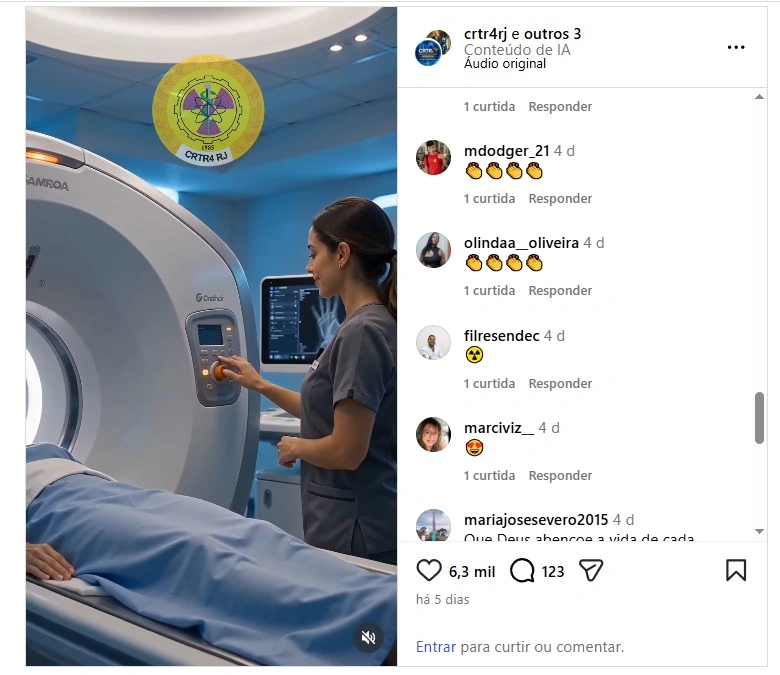 1985
CRTR4 RJ
crtr4rj e outros 3
Conteúdo de IA
Áudio original
1 curtida Responder
mdodger_21 4 d
👏👏👏👏
1 curtida Responder
olindaa__oliveira 4 d
👏👏👏👏
1 curtida Responder
filresendec 4 d
☢️
1 curtida Responder
marciviz__ 4 d
😍
1 curtida Responder
mariajosesevero2015 4 d
Que Deus abençoe a vida de cada
6,3 mil 123
há 5 dias
Entrar para curtir ou comentar.